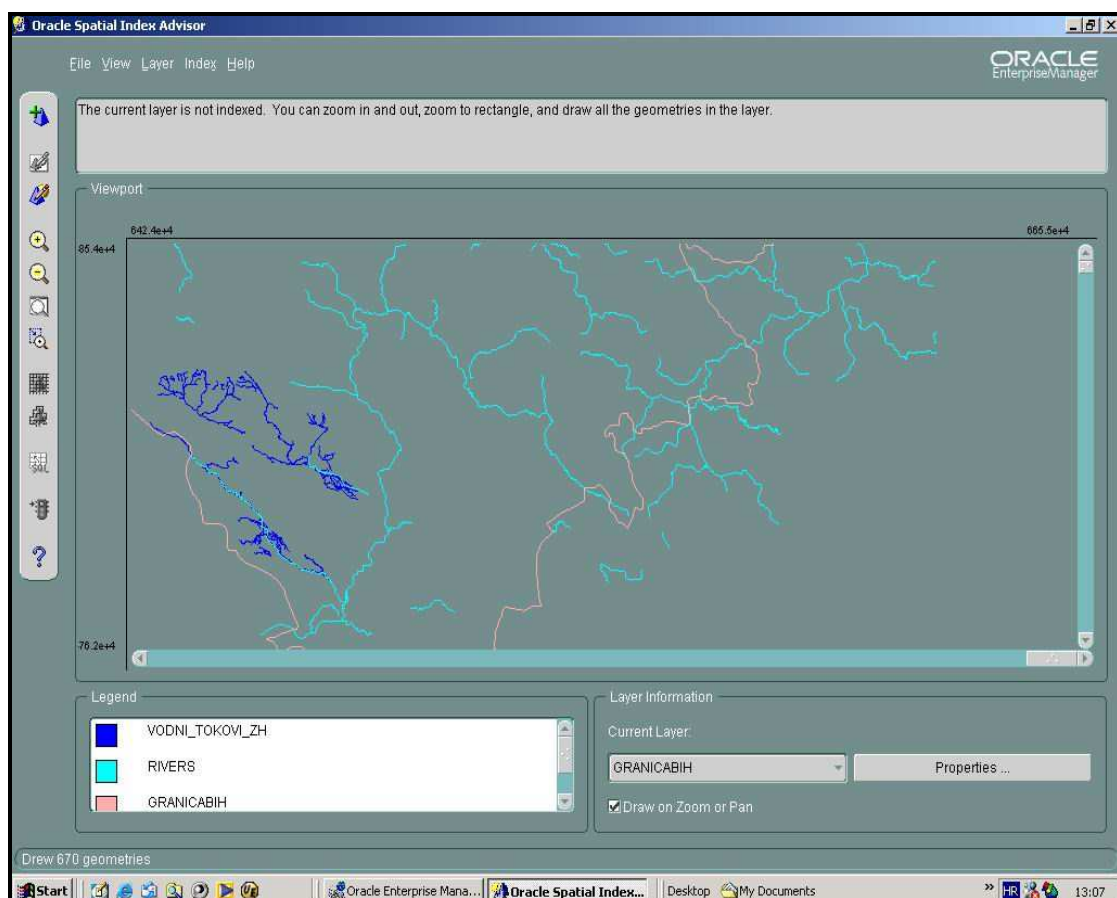 Oracle Spatial Index Advisor
File View Layer Index Help
ORACLE
EnterpriseManager
The current layer is not indexed. You can zoom in and out, zoom to rectangle, and draw all the geometries in the layer.
Viewport
642.4e+4
665.5e+4
85.4e+4
76.2e+4
SQL
?
Legend
VODNI_TOKOVI_ZH
RIVERS
GRANICABIH
Layer Information
Current Layer:
GRANICABIH
Properties ...
Draw on Zoom or Pan
Drew 670 geometries
Start
Oracle Enterprise Mana...
Oracle Spatial Index...
Desktop
My Documents
»
HR
13:07